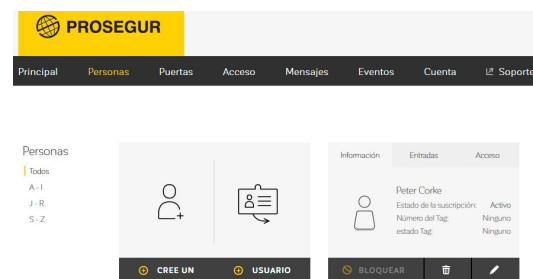 PROSEGUR
Principal Personas Puertas Acceso Mensajes Eventos Cuenta Soporte
Personas
Todos
A - I
J - R
S - Z
CREE UN
USUARIO
Información Entradas Acceso
Peter Corke
Estado de la suscripción: Activo
Número del Tag: Ninguno
estado Tag: Ninguno
BLOQUEAR